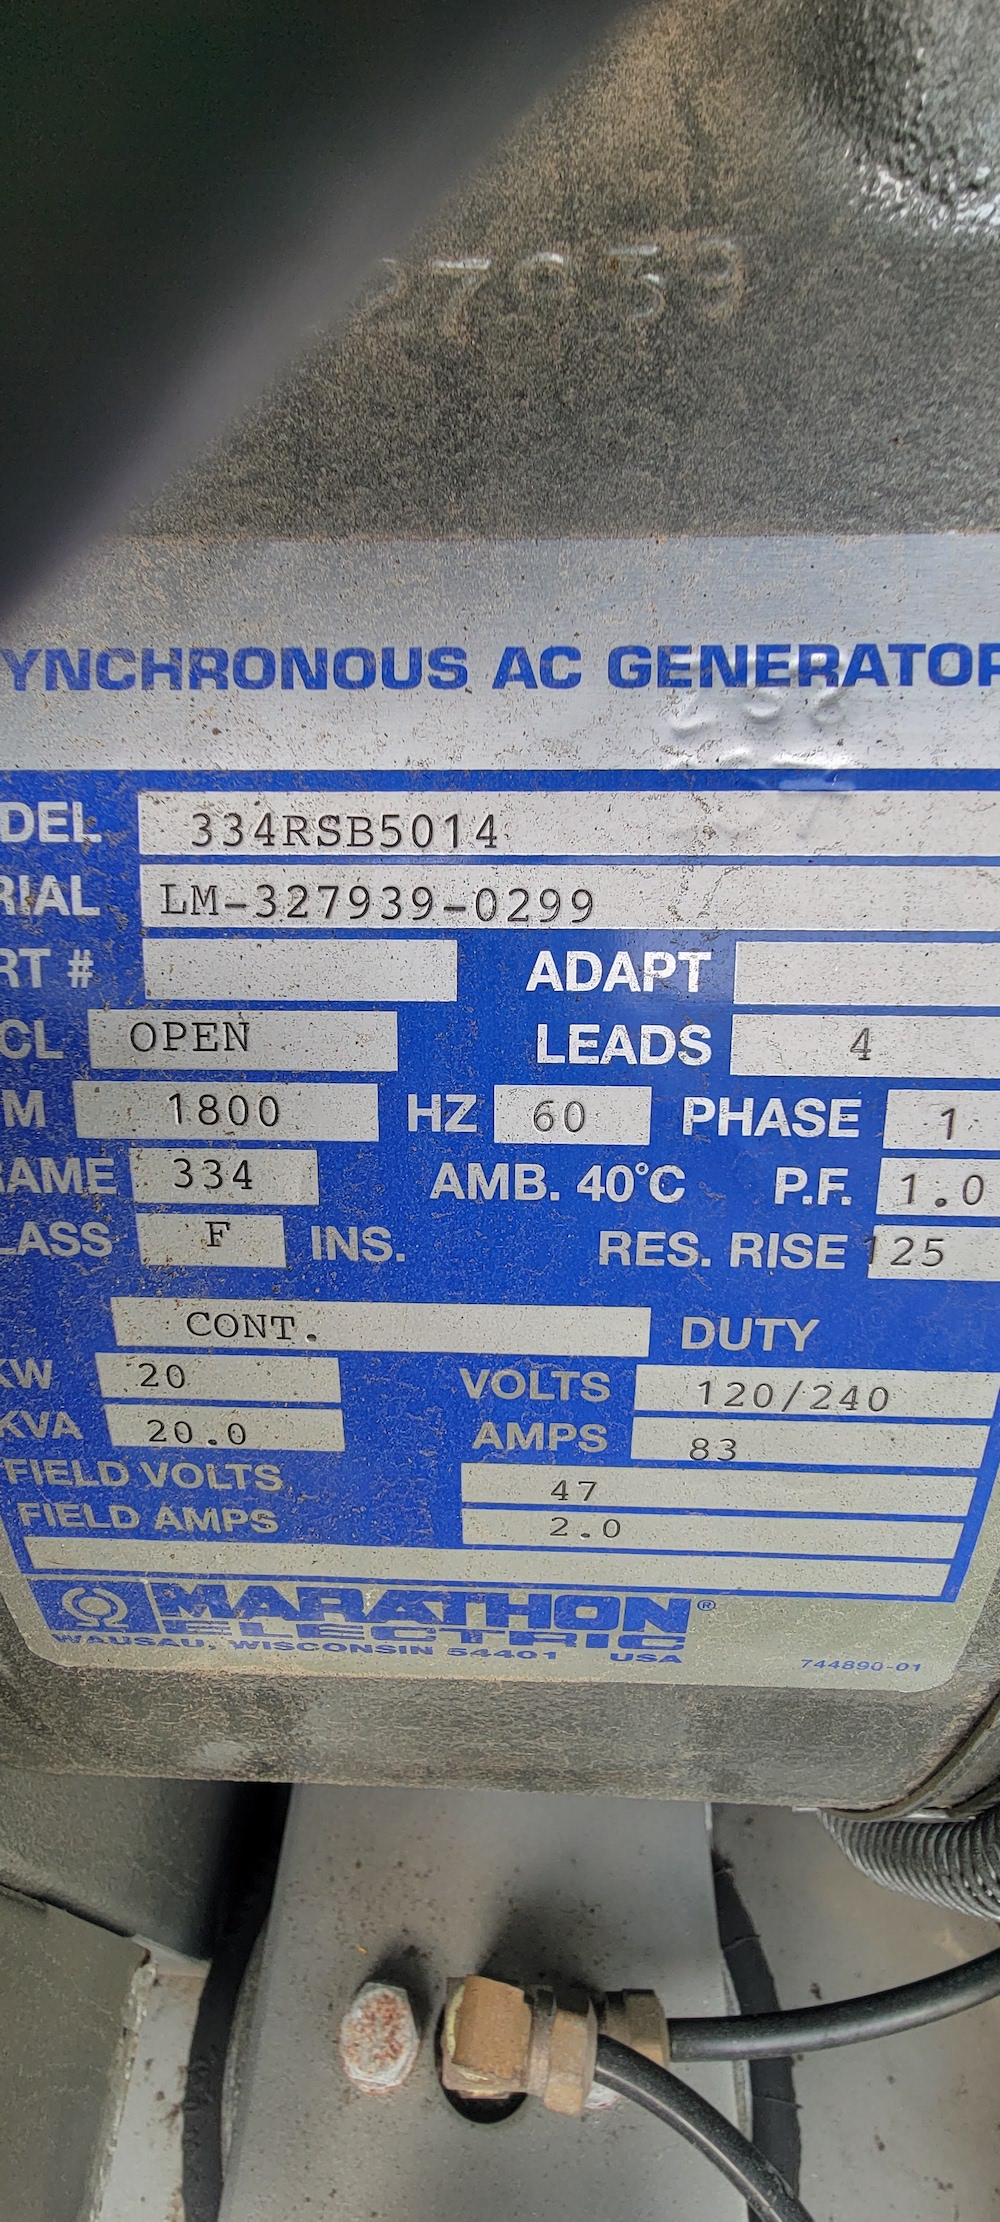 27939
YNCHRONOUS AC GENERATOR
DEL 334RSB5014
RIAL LM-327939-0299
RT #
ADAPT
CL OPEN LEADS 4
M 1800 HZ 60 PHASE 1
AME 334 AMB. 40°C P.F. 1.0
LASS F INS. RES. RISE 125
CONT. DUTY
KW 20 VOLTS 120/240
KVA 20.0 AMPS 83
FIELD VOLTS 47
FIELD AMPS 2.0
MARATHON®
ELECTRIC
WAUSAU, WISCONSIN 54401 USA
744890-01